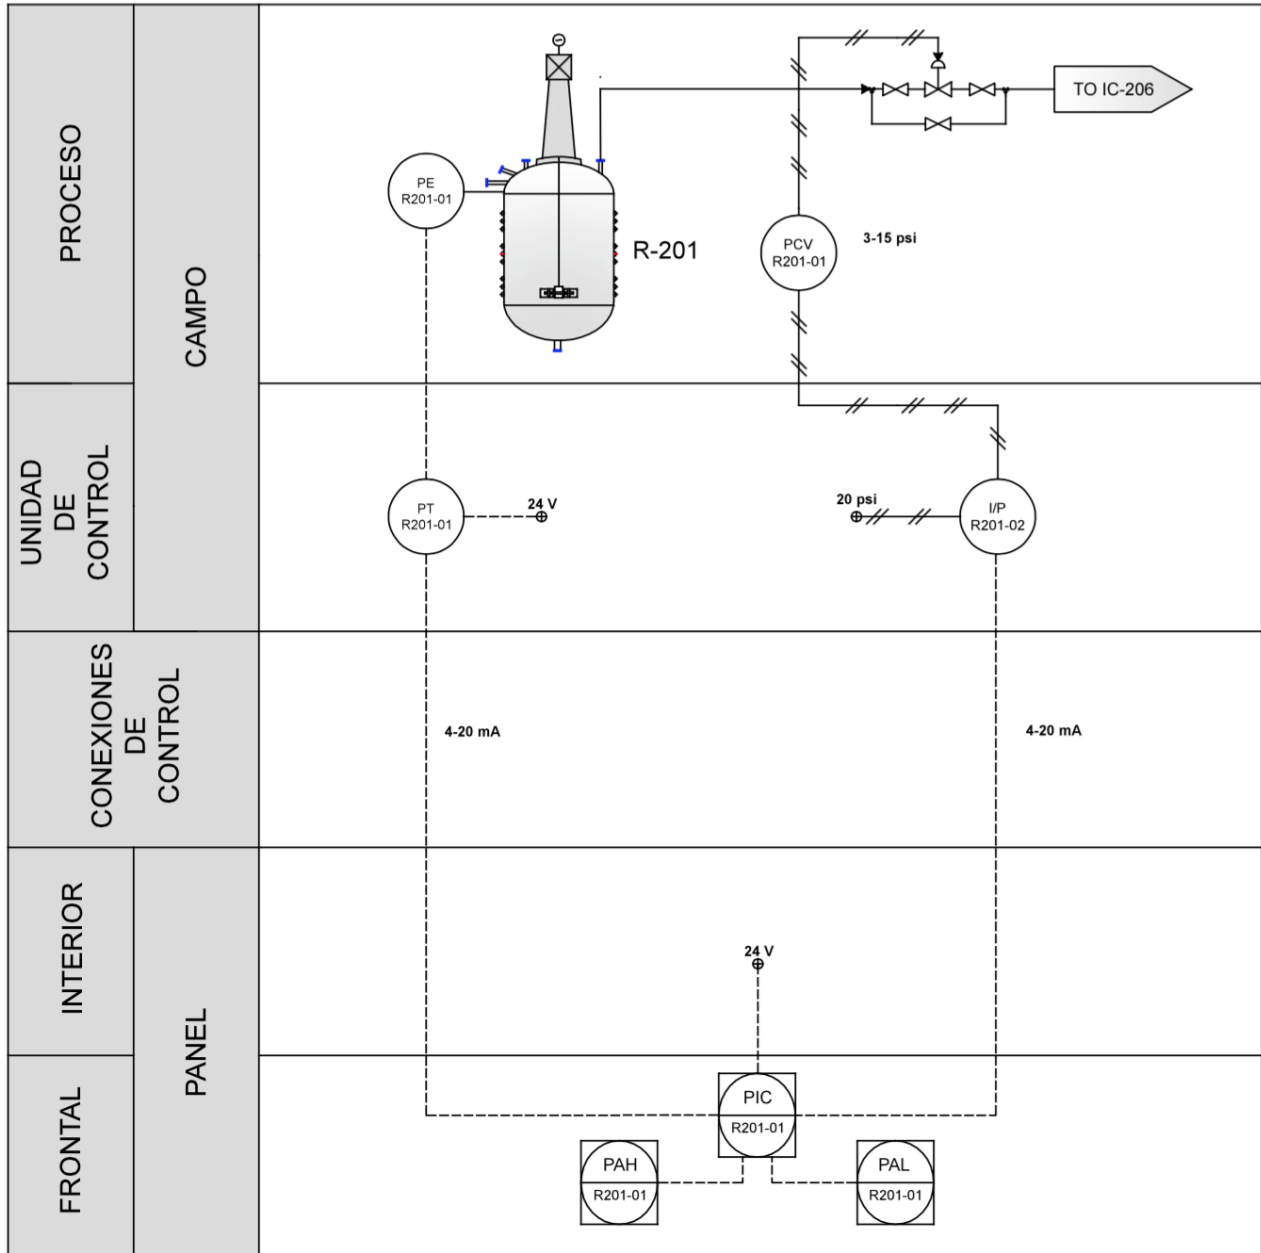 PROCESO
CAMPO
TO IC-206
PE
R201-01
R-201
PCV
R201-01
3-15 psi
UNIDAD
DE
CONTROL
PT
R201-01
24 V
20 psi
I/P
R201-02
CONEXIONES
DE
CONTROL
4-20 mA
4-20 mA
INTERIOR
PANEL
24 V
FRONTAL
PIC
R201-01
PAH
R201-01
PAL
R201-01